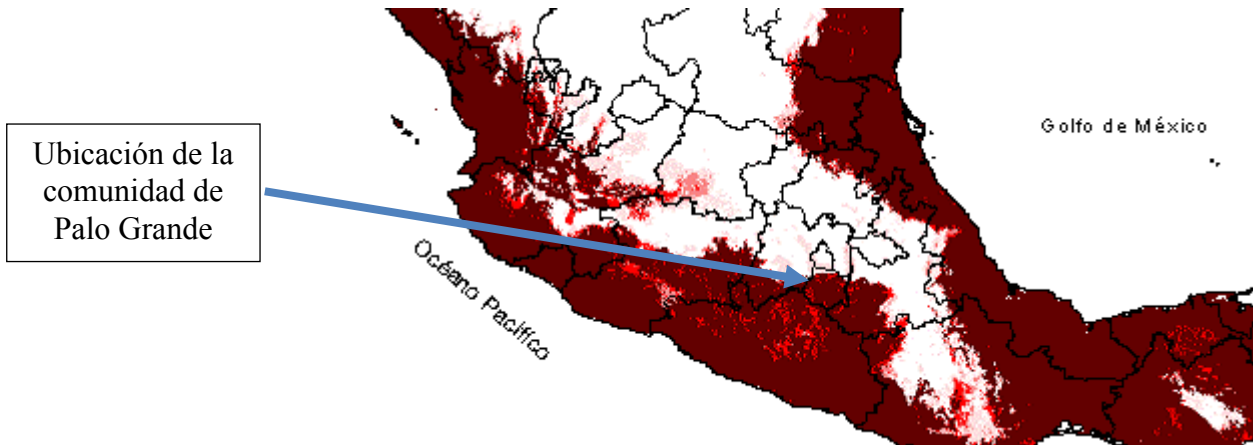 Ubicación de la
comunidad de
Palo Grande
Golfo de México
Océano Pacífico